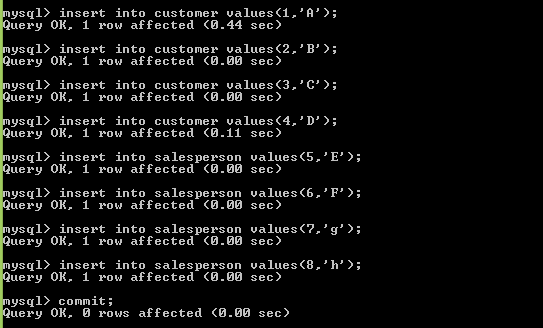 mysql> insert into customer values(1,'A');
Query OK, 1 row affected (0.44 sec)
mysql> insert into customer values(2,'B');
Query OK, 1 row affected (0.00 sec)
mysql> insert into customer values(3,'C');
Query OK, 1 row affected (0.00 sec)
mysql> insert into customer values(4,'D');
Query OK, 1 row affected (0.11 sec)
mysql> insert into salesperson values(5,'E');
Query OK, 1 row affected (0.00 sec)
mysql> insert into salesperson values(6,'F');
Query OK, 1 row affected (0.00 sec)
mysql> insert into salesperson values(7,'g');
Query OK, 1 row affected (0.00 sec)
mysql> insert into salesperson values(8,'h');
Query OK, 1 row affected (0.00 sec)
mysql> commit;
Query OK, 0 rows affected (0.00 sec)